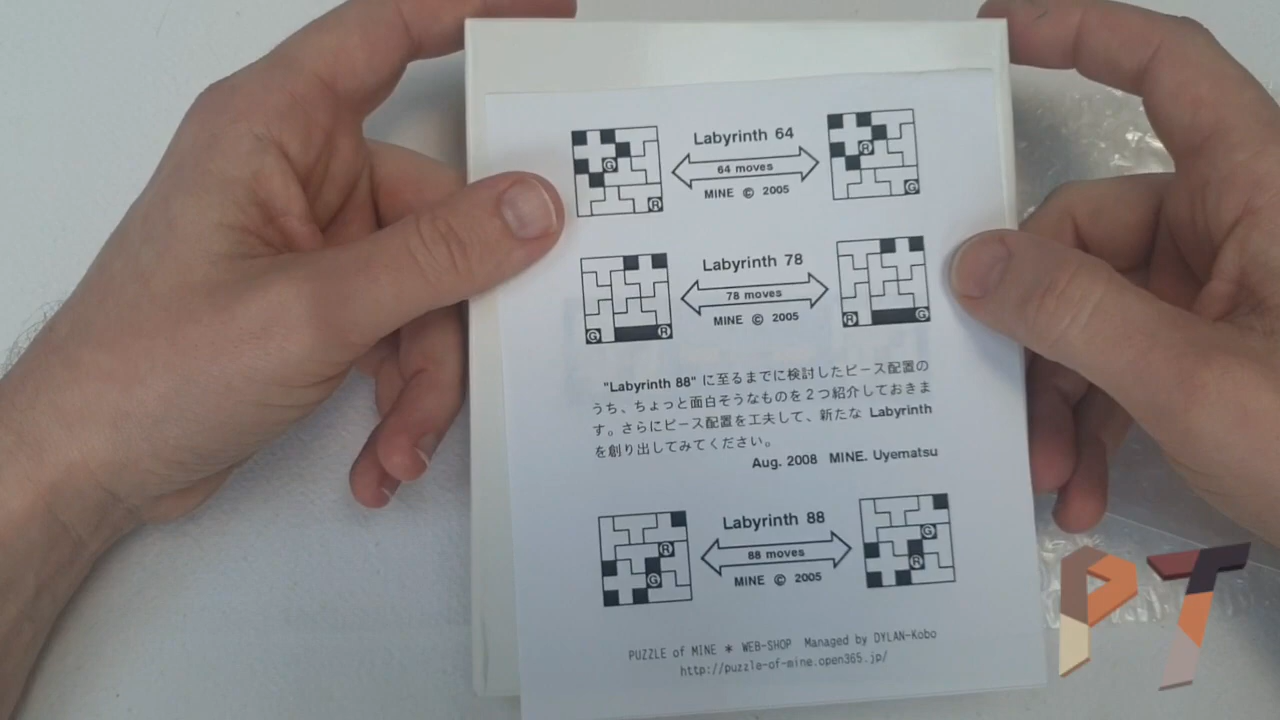 Labyrinth 64
64 moves
MINE © 2005
G
R
R
G
Labyrinth 78
78 moves
MINE © 2005
G
R
R
G
"Labyrinth 88" に至るまでに検討したピース配置の
うち、ちょっと面白そうなものを2つ紹介しておきま
す。さらにピース配置を工夫して、新たな Labyrinth
を創り出してみてください。
Aug. 2008 MINE. Uyematsu
Labyrinth 88
88 moves
MINE © 2005
R
G
G
R
PUZZLE of MINE * WEB-SHOP Managed by DYLAN-Kobo
http://puzzle-of-mine.open365.jp/
PT